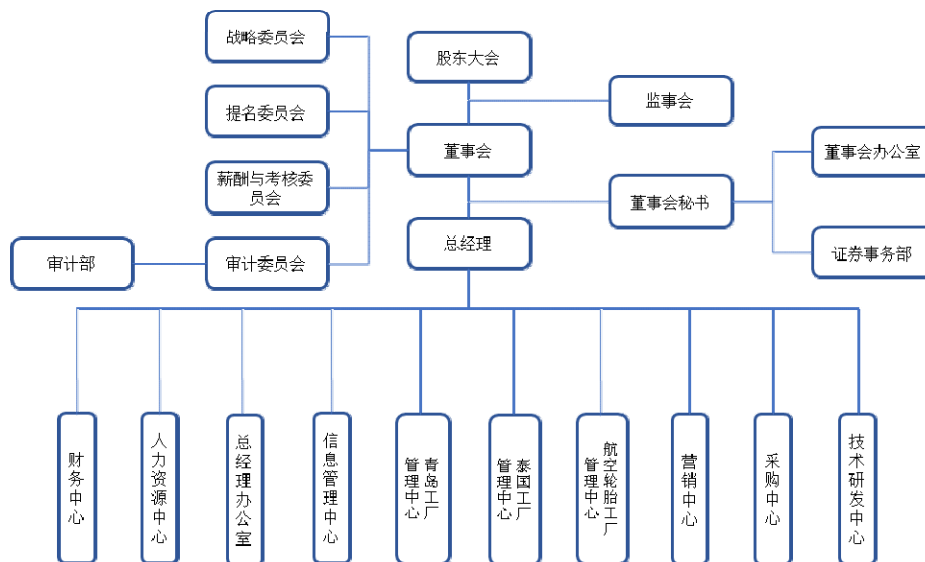 战略委员会
股东大会
监事会
提名委员会
董事会
董事会办公室
薪酬与考核委
员会
董事会秘书
总经理
审计部
审计委员会
证券事务部
财务中心
人力资源中心
总经理办公室
信息管理中心
青岛工厂
管理中心
泰国工厂
管理中心
航空轮胎工厂
管理中心
营销中心
采购中心
技术研发中心